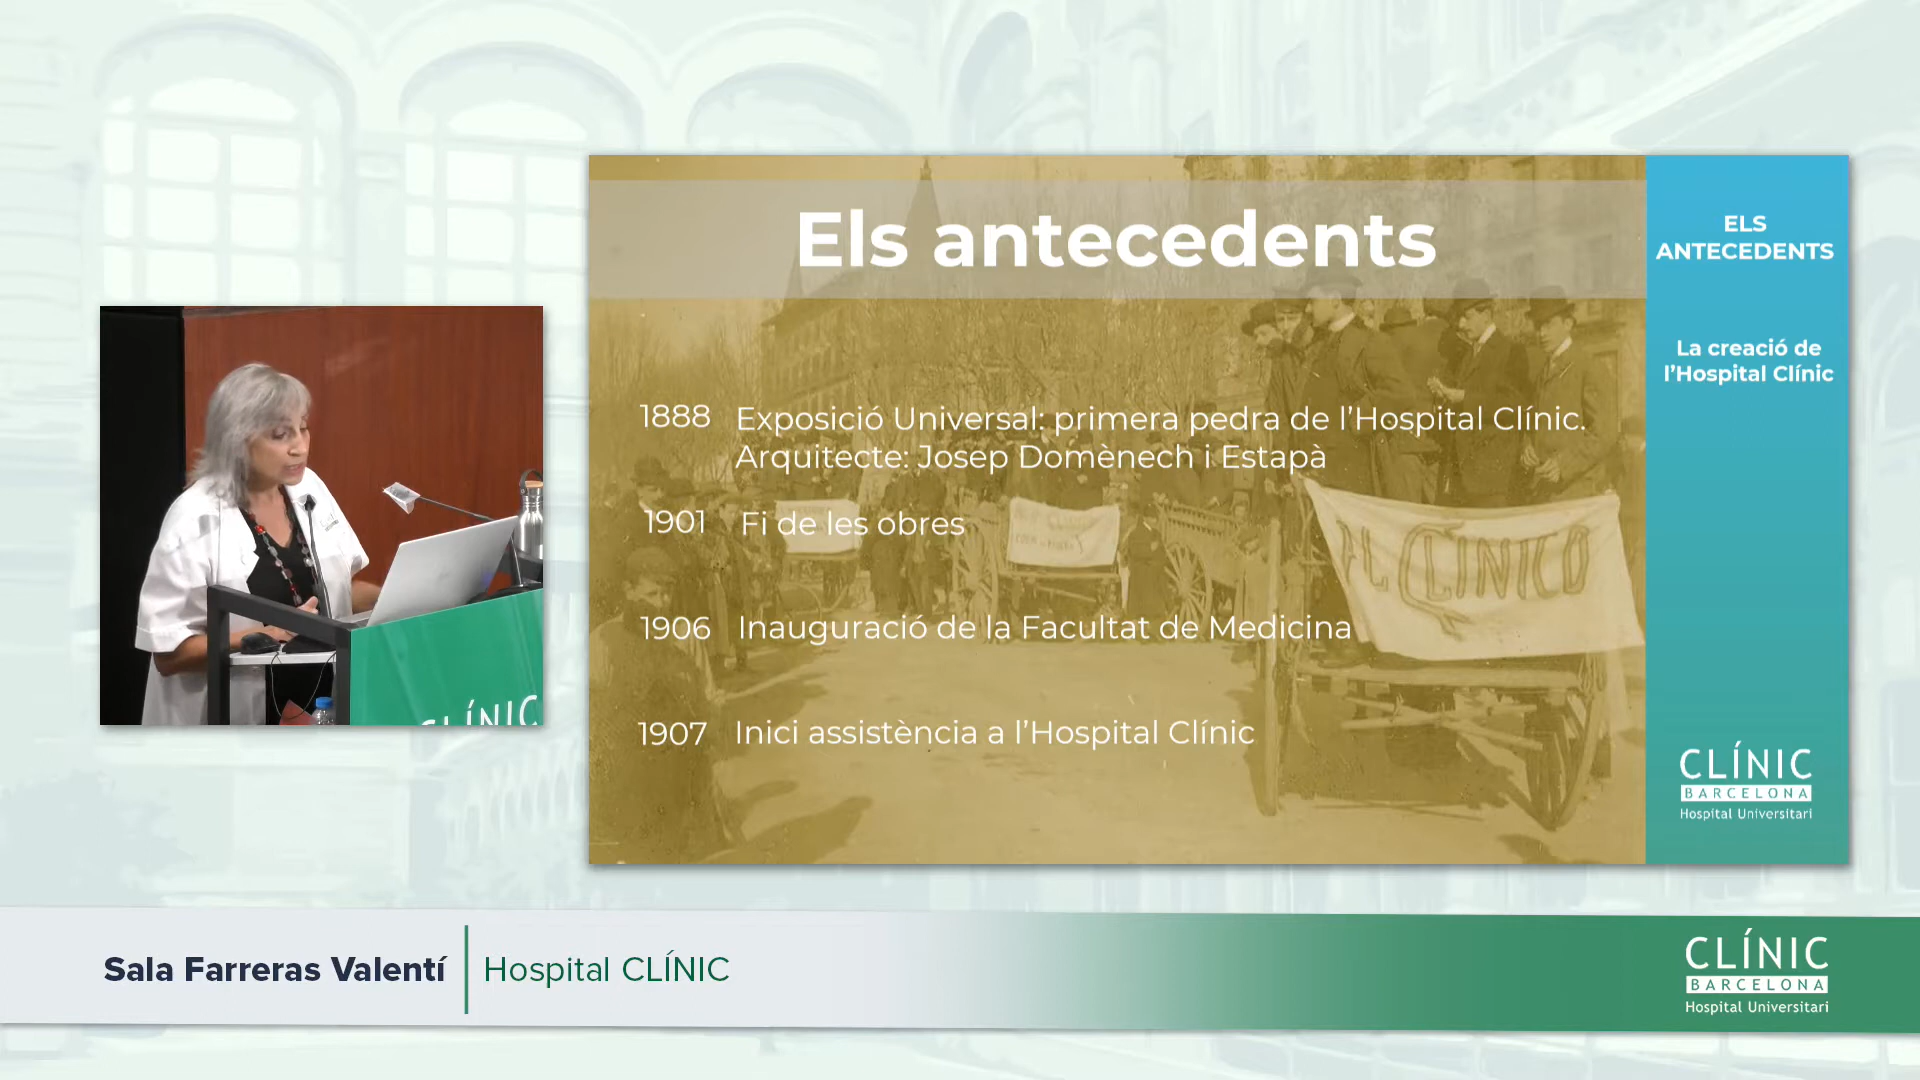 Els antecedents
1888 Exposició Universal: primera pedra de l'Hospital Clínic.
Arquitecte: Josep Domènech i Estapà
1901 Fi de les obres
1906 Inauguració de la Facultat de Medicina
1907 Inici assistència a l'Hospital Clínic
AL CLINICO
ELS
ANTECEDENTS
La creació de
l'Hospital Clínic
CLÍNIC
BARCELONA
Hospital Universitari
CLÍNIC
Sala Farreras Valentí
Hospital CLÍNIC
CLÍNIC
BARCELONA
Hospital Universitari